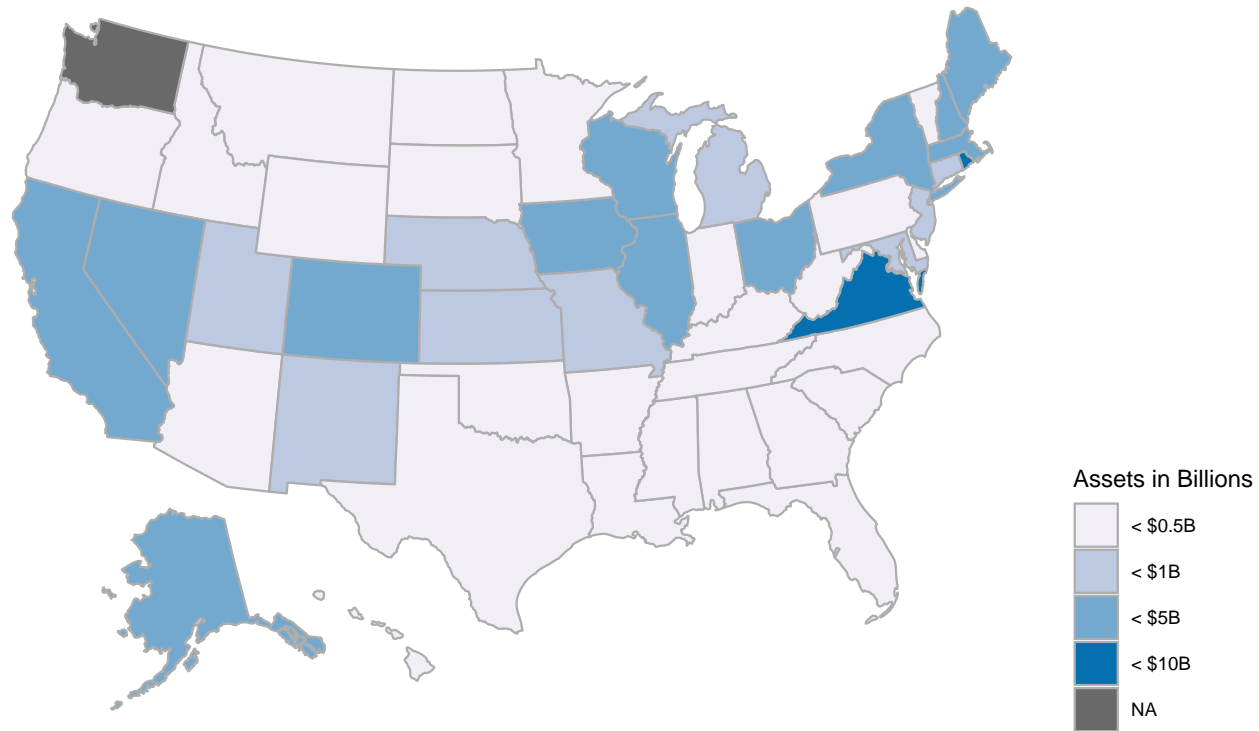 Assets in Billions
< $0.5B
< $1B
< $5B
< $10B
NA